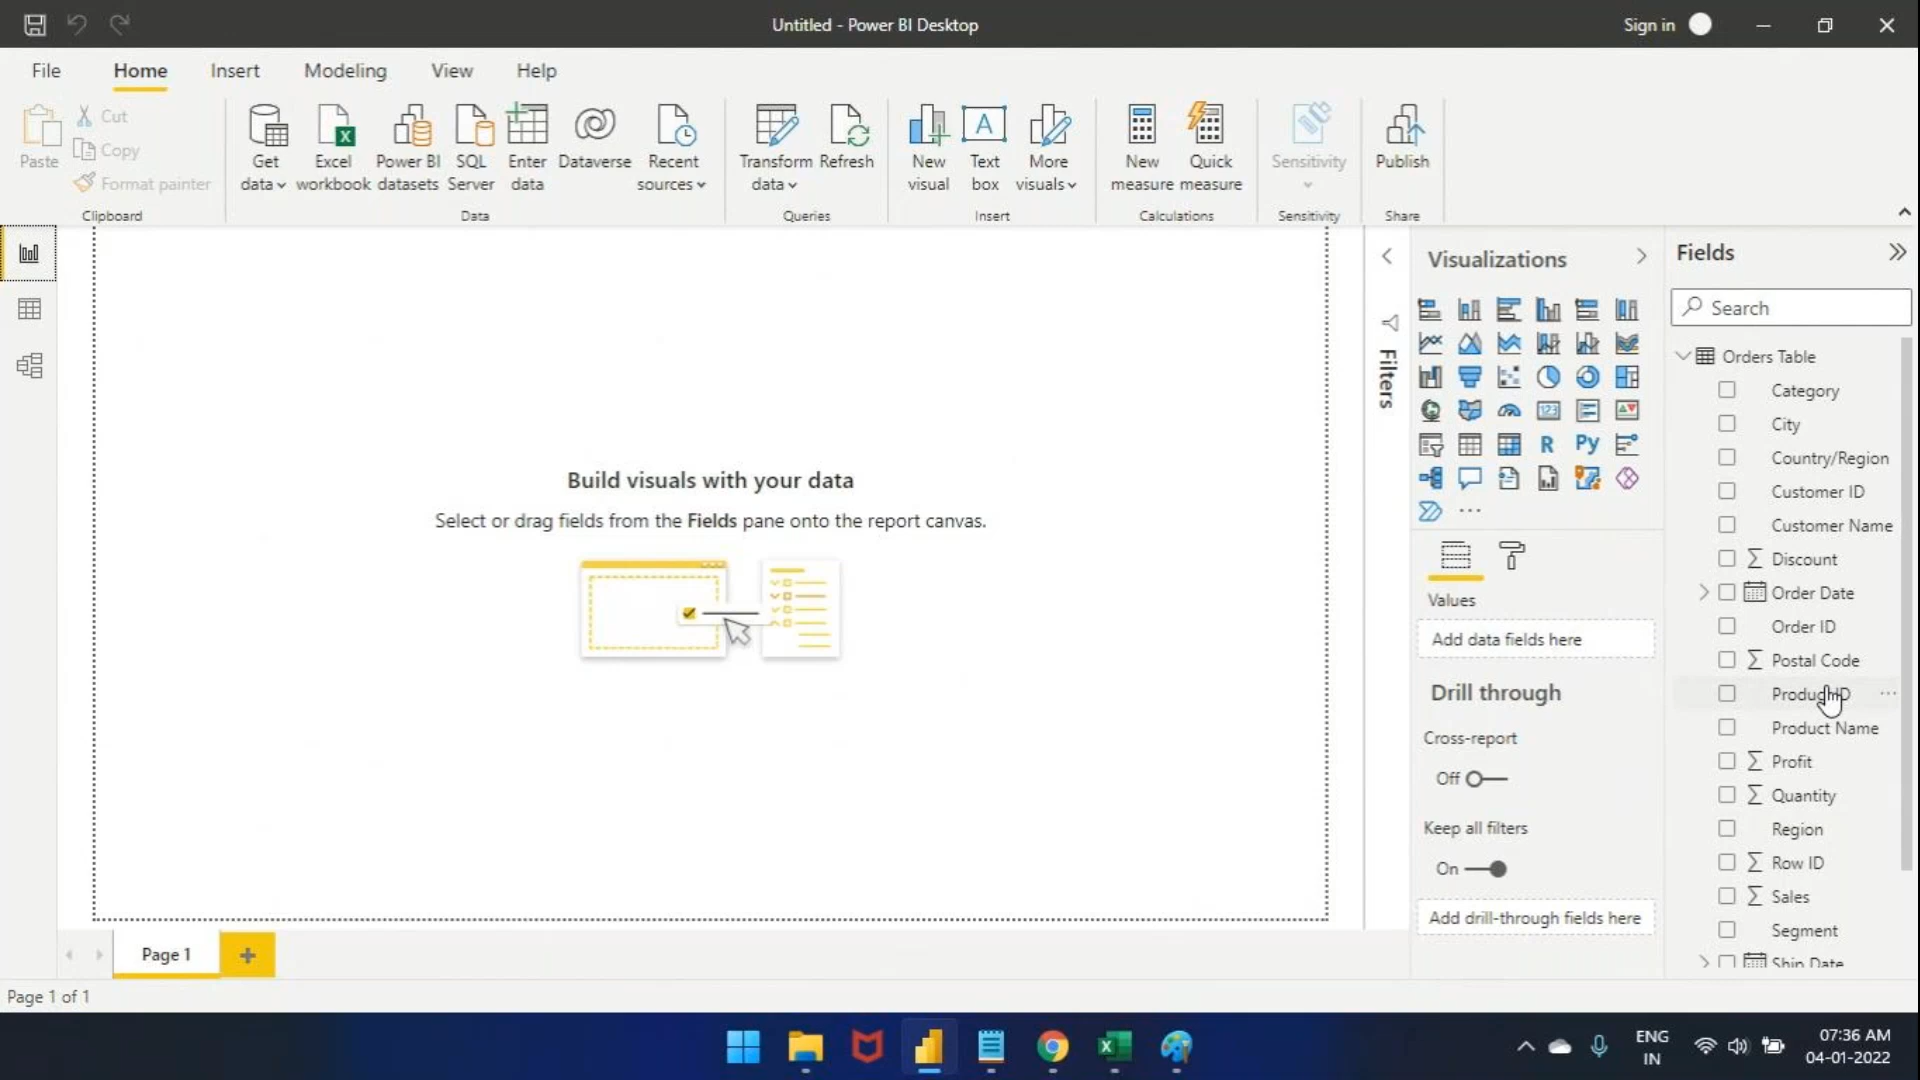 Untitled - Power BI Desktop
Sign in
File
Home
Insert
Modeling
View
Help
Paste
Cut
Copy
Format painter
Clipboard
Get data
Excel workbook
Power BI datasets
SQL Server
Enter data
Dataverse
Recent sources
Data
Transform data
Refresh
Queries
New visual
Text box
More visuals
Insert
New measure
Quick measure
Calculations
Sensitivity
Sensitivity
Publish
Share
Build visuals with your data
Select or drag fields from the Fields pane onto the report canvas.
Filters
Visualizations
R
Py
123
Values
Add data fields here
Drill through
Cross-report
Off
Keep all filters
On
Add drill-through fields here
Fields
Search
Orders Table
Category
City
Country/Region
Customer ID
Customer Name
Discount
Order Date
Order ID
Postal Code
Product ID
Product Name
Profit
Quantity
Region
Row ID
Sales
Segment
Ship Date
Page 1
Page 1 of 1
ENG
IN
07:36 AM
04-01-2022